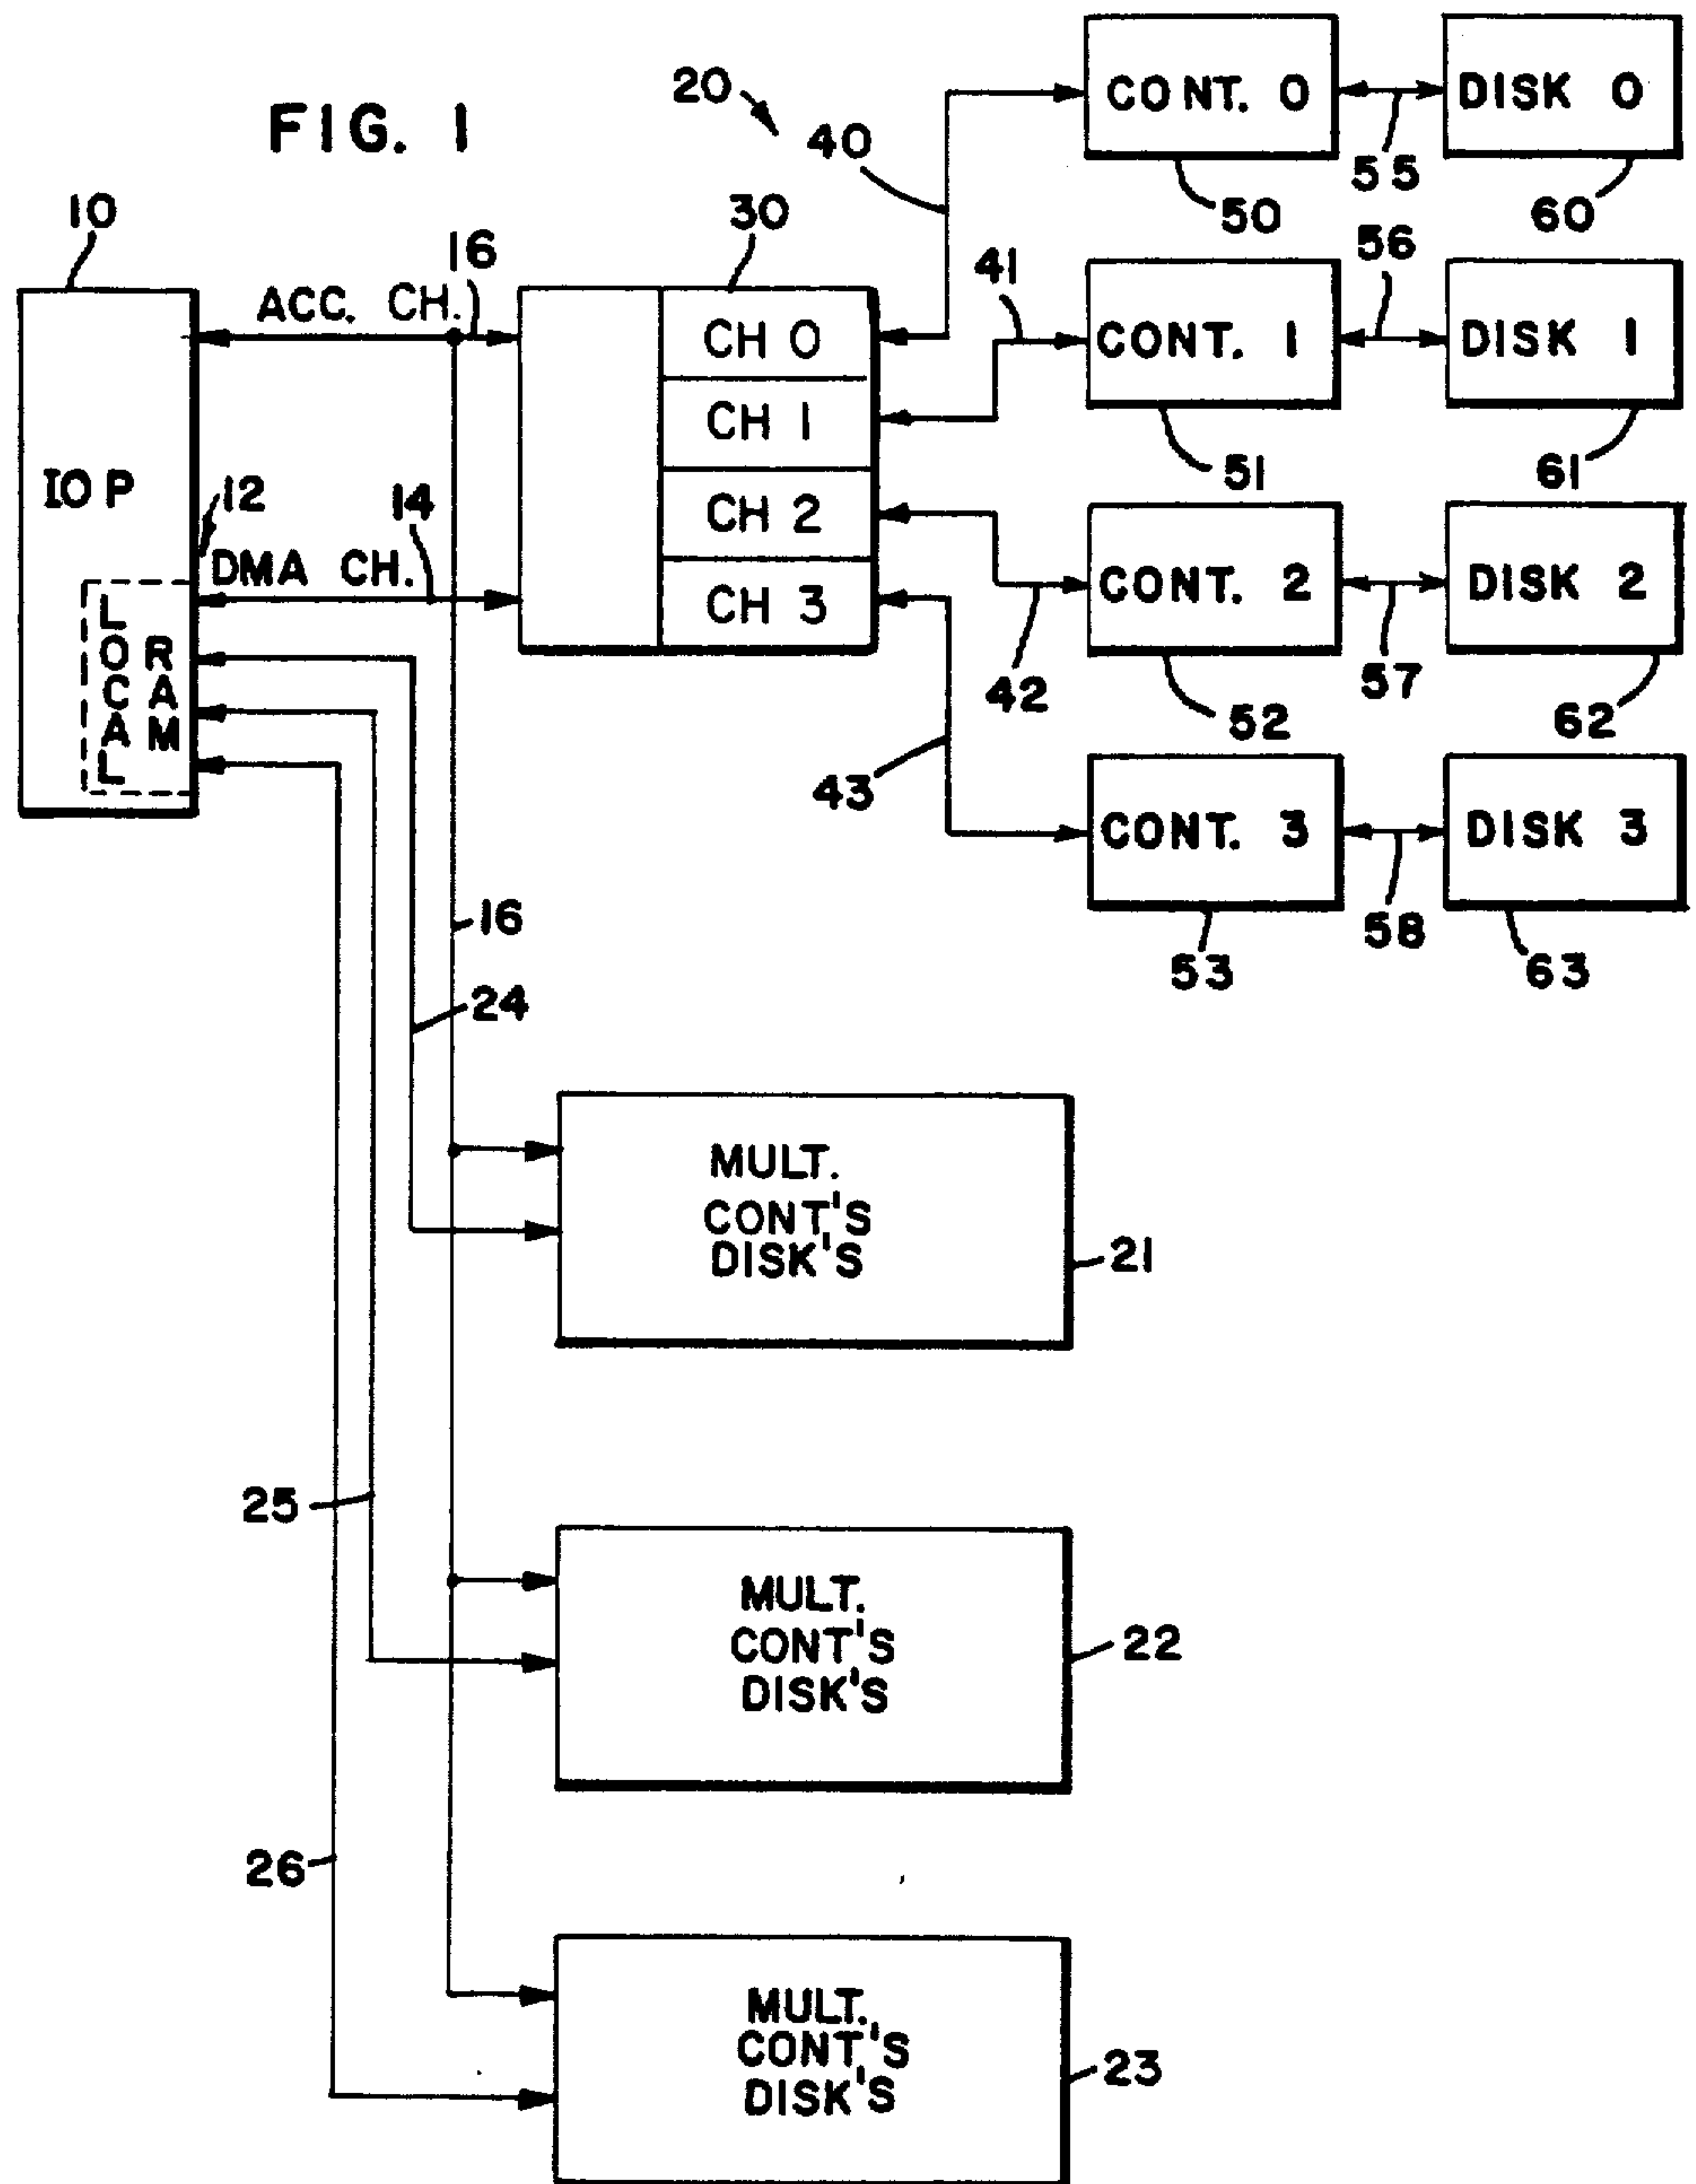 FIG. 1
20
40
CONT. 0
DISK 0
50
55
60
10
ACC. CH.
16
30
41
CONT. 1
56
DISK 1
51
61
IOP
CH 0
CH 1
CH 2
CH 3
12
14
DMA CH.
LOCAL
RAM
42
CONT. 2
57
DISK 2
52
62
43
CONT. 3
58
DISK 3
53
63
16
24
MULT.
CONT'S
DISK'S
21
25
MULT.
CONT'S
DISK'S
22
26
MULT.
CONT'S
DISK'S
23